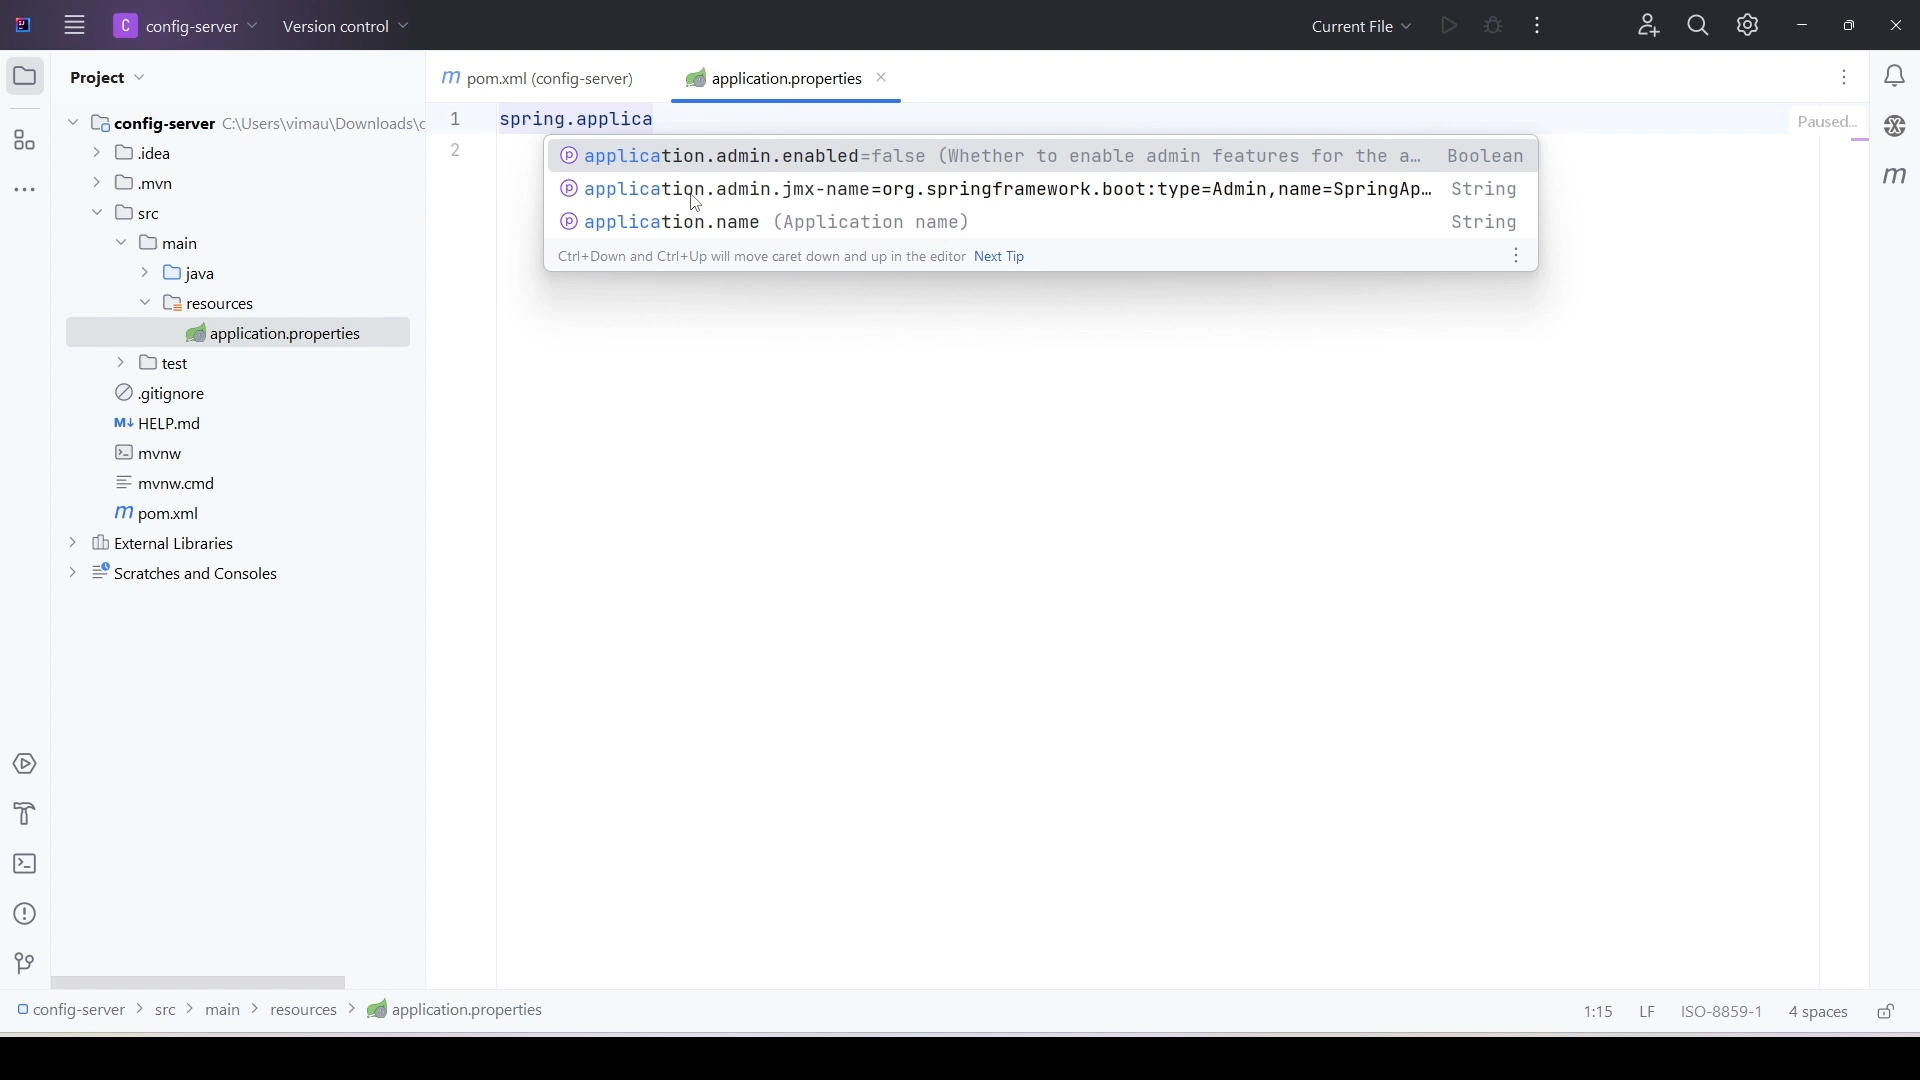 C config-server Version control Current File
Project
pom.xml (config-server) application.properties
config-server C:\Users\vimau\Downloads\c
.idea
.mvn
src
main
java
resources
application.properties
test
.gitignore
HELP.md
mvnw
mvnw.cmd
pom.xml
External Libraries
Scratches and Consoles
1 spring.applica Paused...
2
application.admin.enabled=false (Whether to enable admin features for the a... Boolean
application.admin.jmx-name=org.springframework.boot:type=Admin,name=SpringAp... String
application.name (Application name) String
Ctrl+Down and Ctrl+Up will move caret down and up in the editor Next Tip
config-server > src > main > resources > application.properties 1:15 LF ISO-8859-1 4 spaces